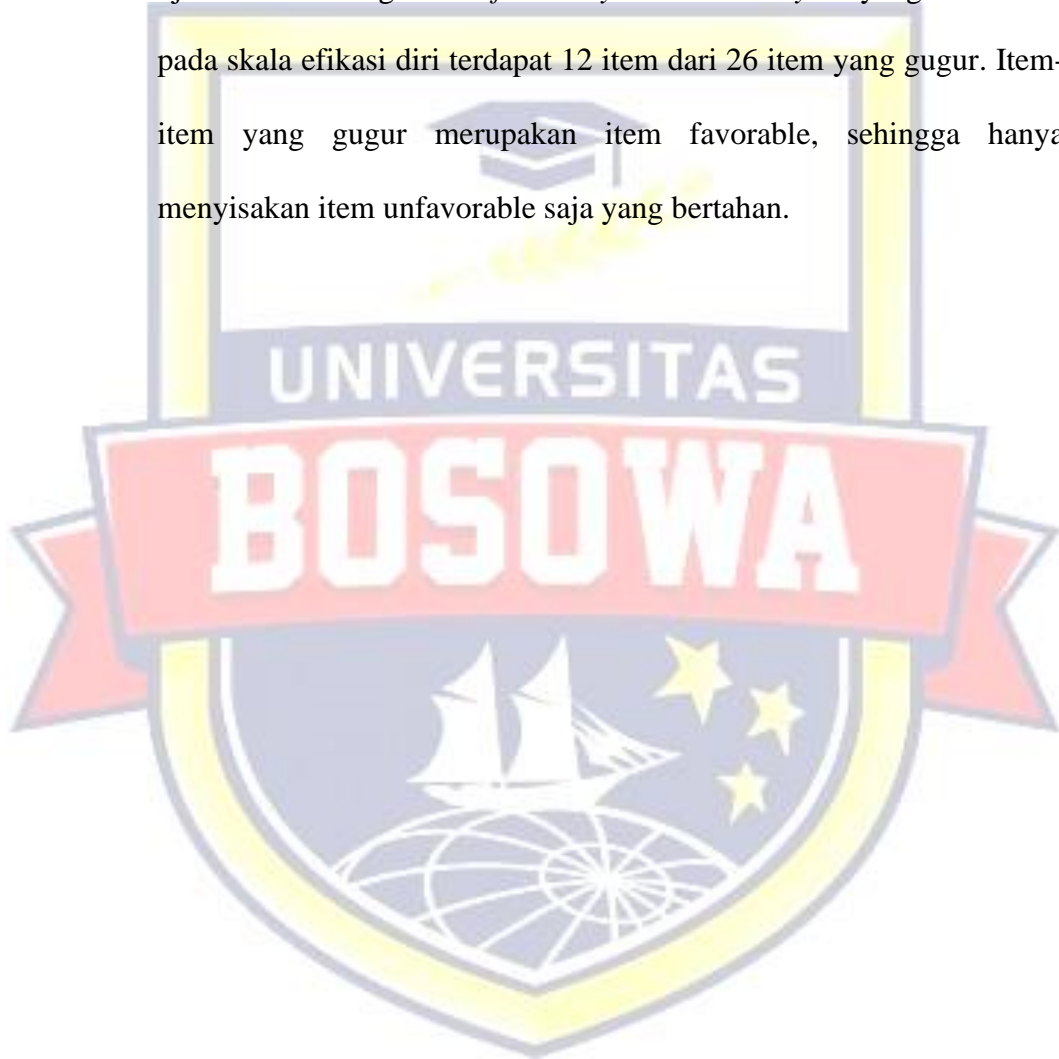 pada skala efikasi diri terdapat 12 item dari 26 item yang gugur. Item-
item yang gugur merupakan item favorable, sehingga hanya
menyisakan item unfavorable saja yang bertahan.
UNIVERSITAS
BOSOWA